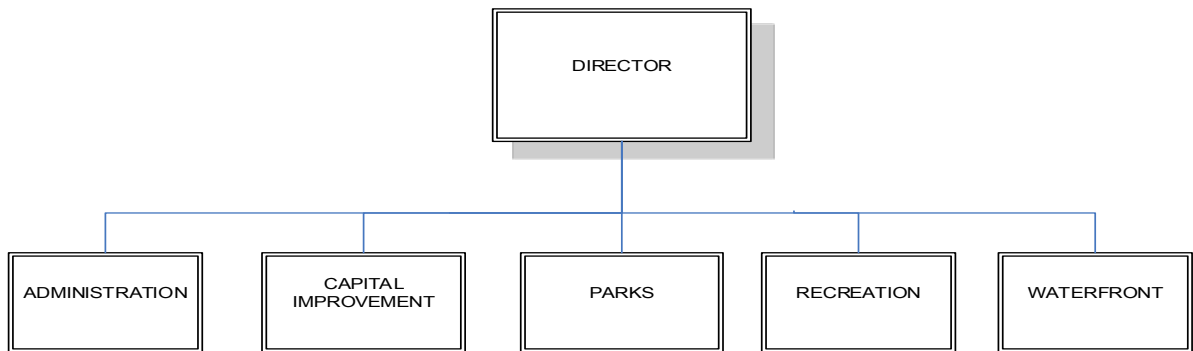 DIRECTOR
ADMINISTRATION
CAPITAL
IMPROVEMENT
PARKS
RECREATION
WATERFRONT